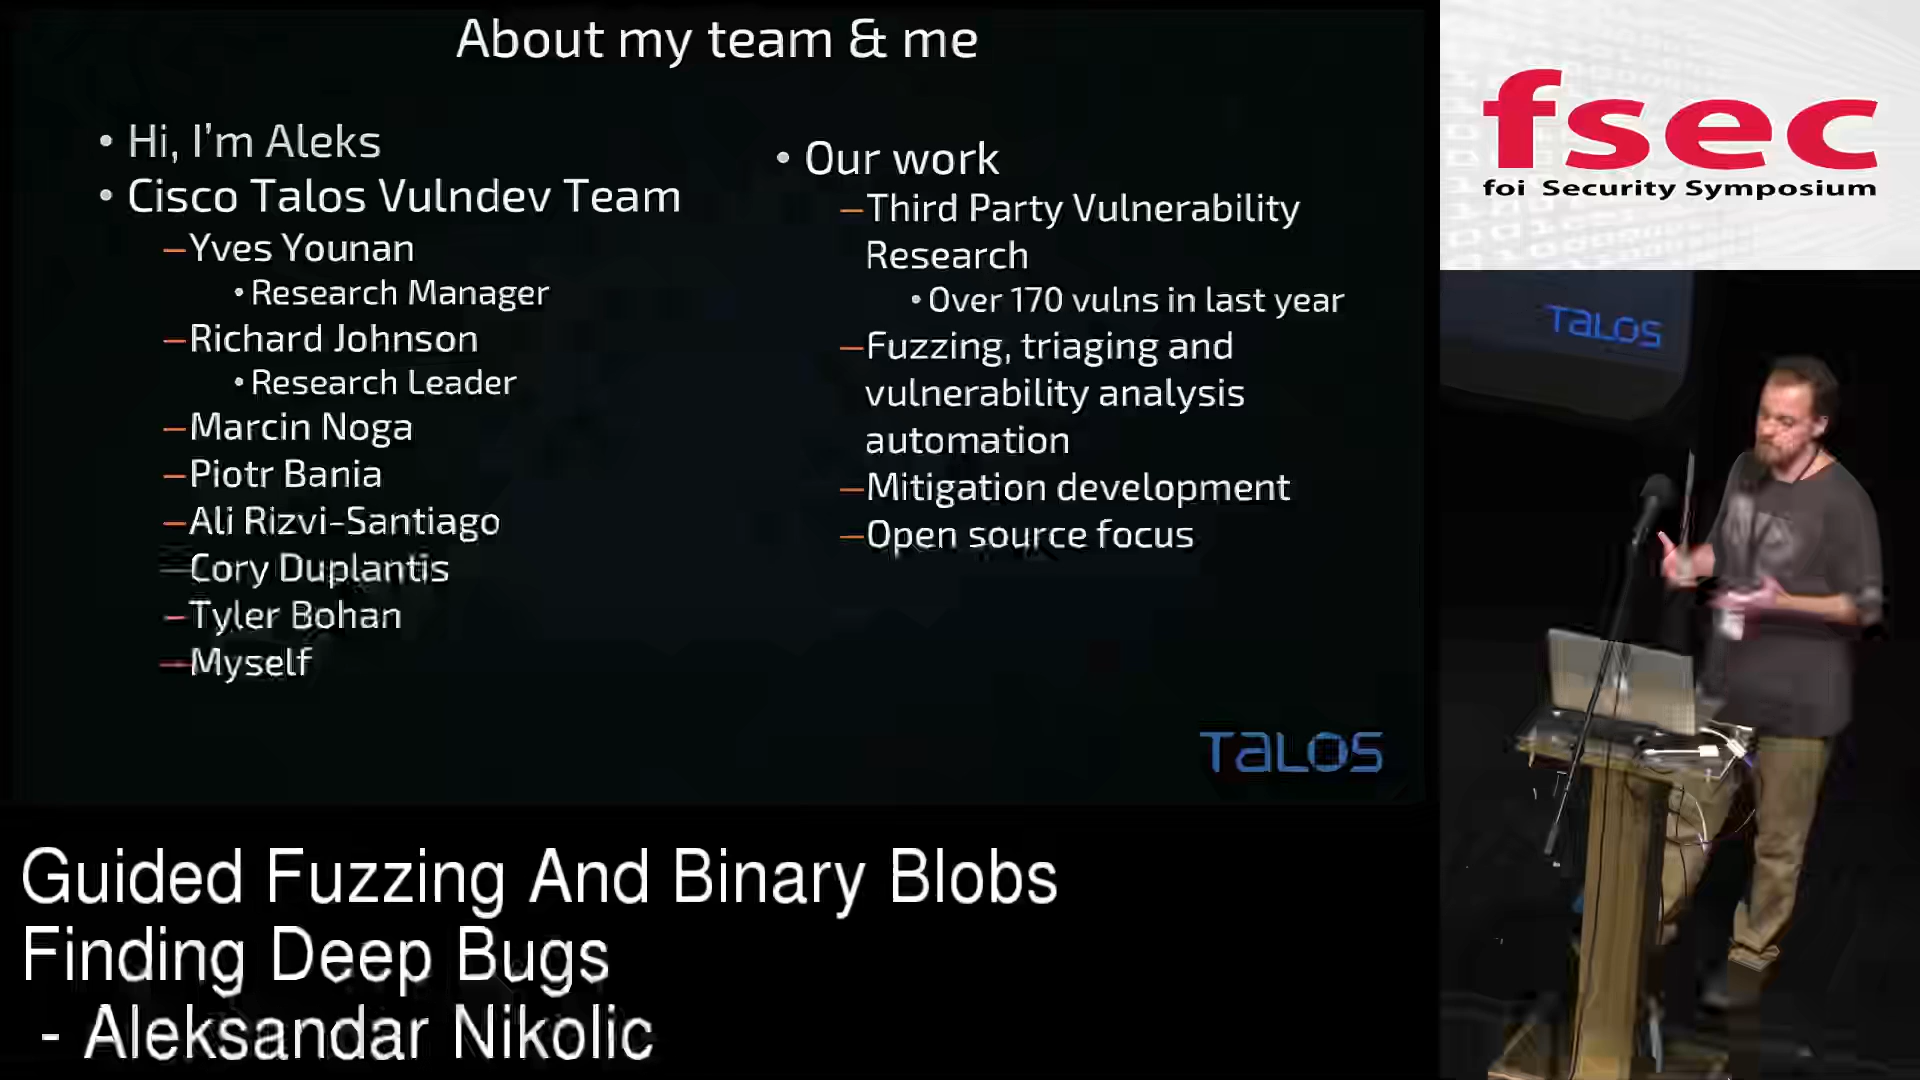 About my team & me
• Hi, I'm Aleks
• Cisco Talos Vulndev Team
–Yves Younan
• Research Manager
–Richard Johnson
• Research Leader
–Marcin Noga
–Piotr Bania
–Ali Rizvi-Santiago
–Cory Duplantis
–Tyler Bohan
–Myself
• Our work
–Third Party Vulnerability
Research
• Over 170 vulns in last year
–Fuzzing, triaging and
vulnerability analysis
automation
–Mitigation development
–Open source focus
TALOS
fsec
foi Security Symposium
TALOS
Guided Fuzzing And Binary Blobs
Finding Deep Bugs
- Aleksandar Nikolic